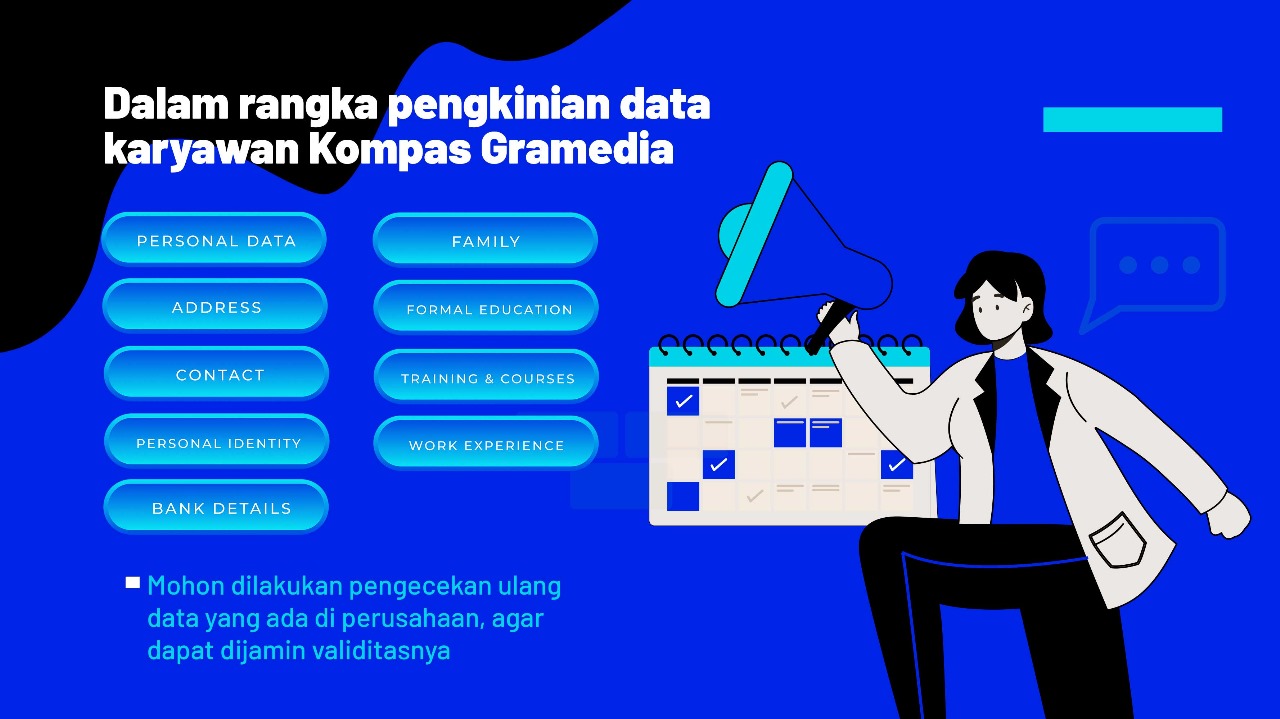 Dalam rangka pengkinian data
karyawan Kompas Gramedia
PERSONAL DATA
ADDRESS
CONTACT
PERSONAL IDENTITY
BANK DETAILS
FAMILY
FORMAL EDUCATION
TRAINING & COURSES
WORK EXPERIENCE
Mohon dilakukan pengecekan ulang
data yang ada di perusahaan, agar
dapat dijamin validitasnya